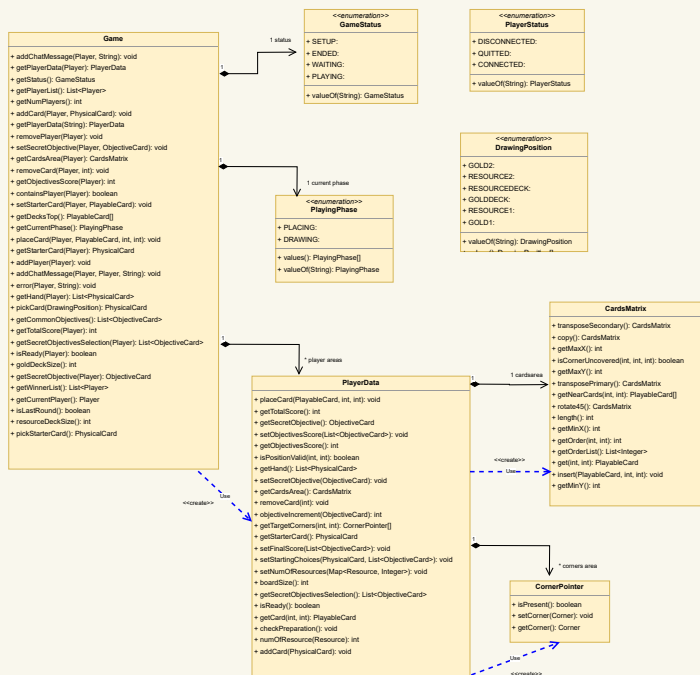 Game
+ addChatMessage(Player, String): void
+ getPlayerData(Player): PlayerData
+ getStatus(): GameStatus
+ getPlayerList(): List<Player>
+ getNumPlayers(): int
+ addCard(Player, PhysicalCard): void
+ getPlayerData(String): PlayerData
+ removePlayer(Player): void
+ setSecretObjective(Player, ObjectiveCard): void
+ getCardsArea(Player): CardsMatrix
+ removeCard(Player, int): void
+ getObjectivesScore(Player): int
+ containsPlayer(Player): boolean
+ setStarterCard(Player, PlayableCard): void
+ getDecksTop(): PlayableCard[]
+ getCurrentPhase(): PlayingPhase
+ placeCard(Player, PlayableCard, int, int): void
+ getStarterCard(Player): PhysicalCard
+ addPlayer(Player): void
+ addChatMessage(Player, Player, String): void
+ error(Player, String): void
+ getHand(Player): List<PhysicalCard>
+ pickCard(DrawingPosition): PhysicalCard
+ getCommonObjectives(): List<ObjectiveCard>
+ getTotalScore(Player): int
+ getSecretObjectivesSelection(Player): List<ObjectiveCard>
+ isReady(Player): boolean
+ goldDeckSize(): int
+ getSecretObjective(Player): ObjectiveCard
+ getWinnerList(): List<Player>
+ getCurrentPlayer(): Player
+ isLastRound(): boolean
+ resourceDeckSize(): int
+ pickStarterCard(): PhysicalCard
1
1 status
<<enumeration>>
GameStatus
+ SETUP:
+ ENDED:
+ WAITING:
+ PLAYING:
+ valueOf(String): GameStatus
<<enumeration>>
PlayerStatus
+ DISCONNECTED:
+ QUITTED:
+ CONNECTED:
+ valueOf(String): PlayerStatus
<<enumeration>>
DrawingPosition
+ GOLD2:
+ RESOURCE2:
+ RESOURCEDECK:
+ GOLDDECK:
+ RESOURCE1:
+ GOLD1:
+ valueOf(String): DrawingPosition
1
1 current phase
<<enumeration>>
PlayingPhase
+ PLACING:
+ DRAWING:
+ values(): PlayingPhase[]
+ valueOf(String): PlayingPhase
1
* player areas
Use
<<create>>
PlayerData
+ placeCard(PlayableCard, int, int): void
+ getTotalScore(): int
+ getSecretObjective(): ObjectiveCard
+ setObjectivesScore(List<ObjectiveCard>): void
+ getObjectivesScore(): int
+ isPositionValid(int, int): boolean
+ getHand(): List<PhysicalCard>
+ setSecretObjective(ObjectiveCard): void
+ getCardsArea(): CardsMatrix
+ removeCard(int): void
+ objectiveIncrement(ObjectiveCard): int
+ getTargetCorners(int, int): CornerPointer[]
+ getStarterCard(): PhysicalCard
+ setFinalScore(List<ObjectiveCard>): void
+ setStartingChoices(PhysicalCard, List<ObjectiveCard>): void
+ setNumOfResources(Map<Resource, Integer>): void
+ boardSize(): int
+ getSecretObjectivesSelection(): List<ObjectiveCard>
+ isReady(): boolean
+ getCard(int, int): PlayableCard
+ checkPreparation(): void
+ numOfResource(Resource): int
+ addCard(PhysicalCard): void
1
1 cardsarea
<<create>>
Use
CardsMatrix
+ transposeSecondary(): CardsMatrix
+ copy(): CardsMatrix
+ getMaxX(): int
+ isCornerUncovered(int, int, int): boolean
+ getMaxY(): int
+ transposePrimary(): CardsMatrix
+ getNearCards(int, int): PlayableCard[]
+ rotate45(): CardsMatrix
+ length(): int
+ getMinX(): int
+ getOrder(int, int): int
+ getOrderList(): List<Integer>
+ get(int, int): PlayableCard
+ insert(PlayableCard, int, int): void
+ getMinY(): int
1
* corners area
CornerPointer
+ isPresent(): boolean
+ setCorner(Corner): void
+ getCorner(): Corner
Use
<<create>>